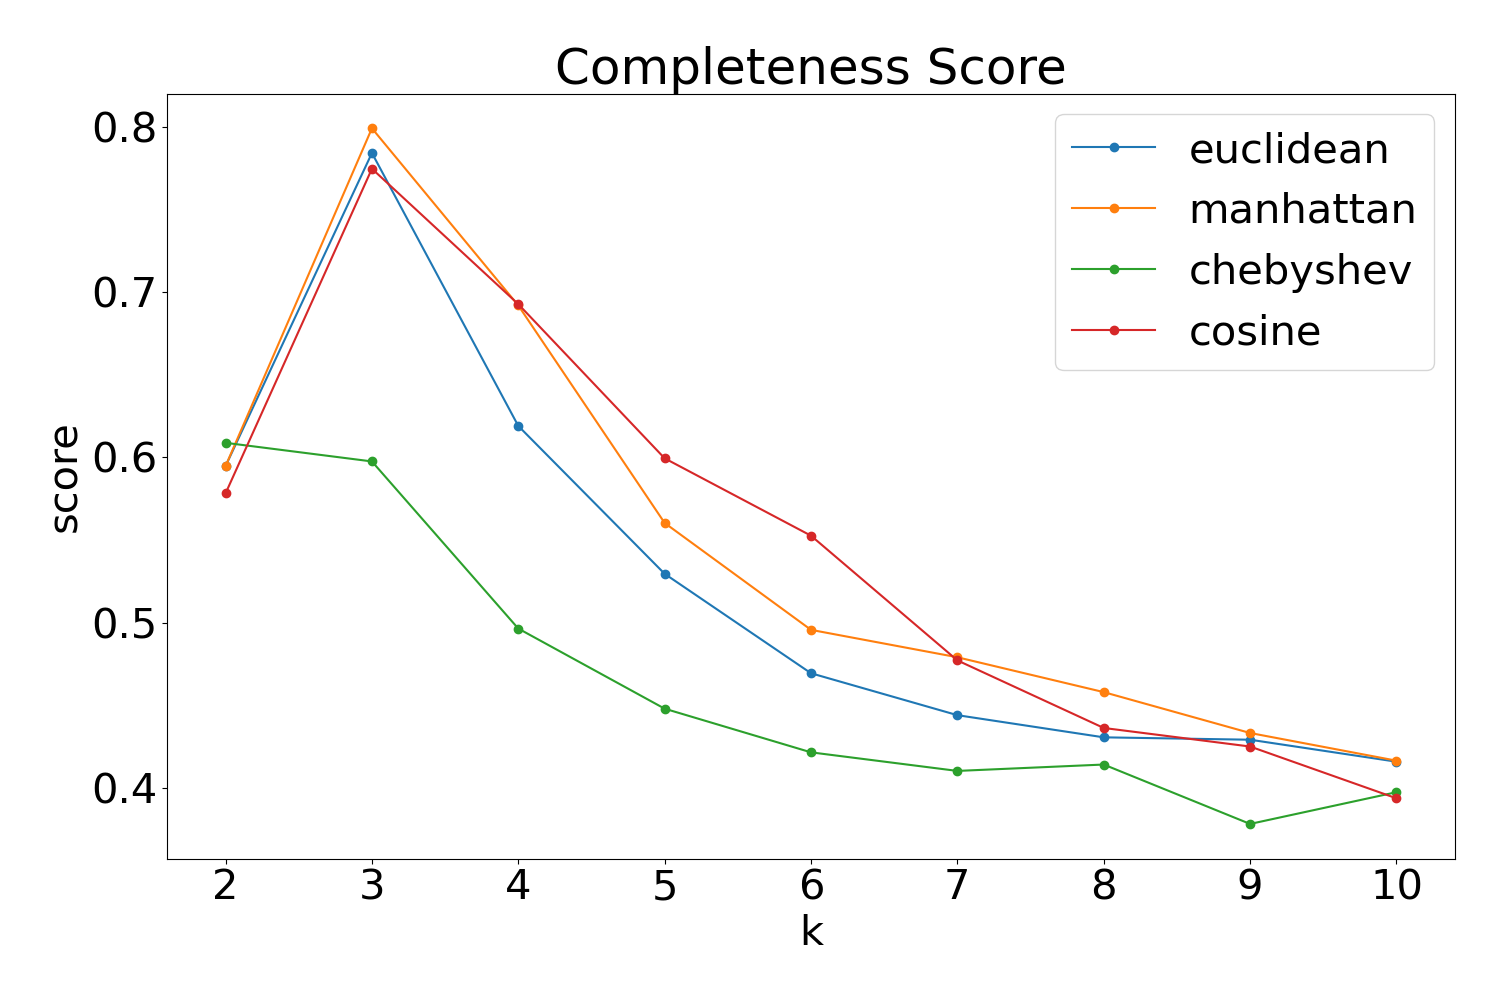 Completeness Score
0.8
0.7
0.6
0.5
0.4
score
euclidean
manhattan
chebyshev
cosine
2 3 4 5 6 7 8 9 10
k